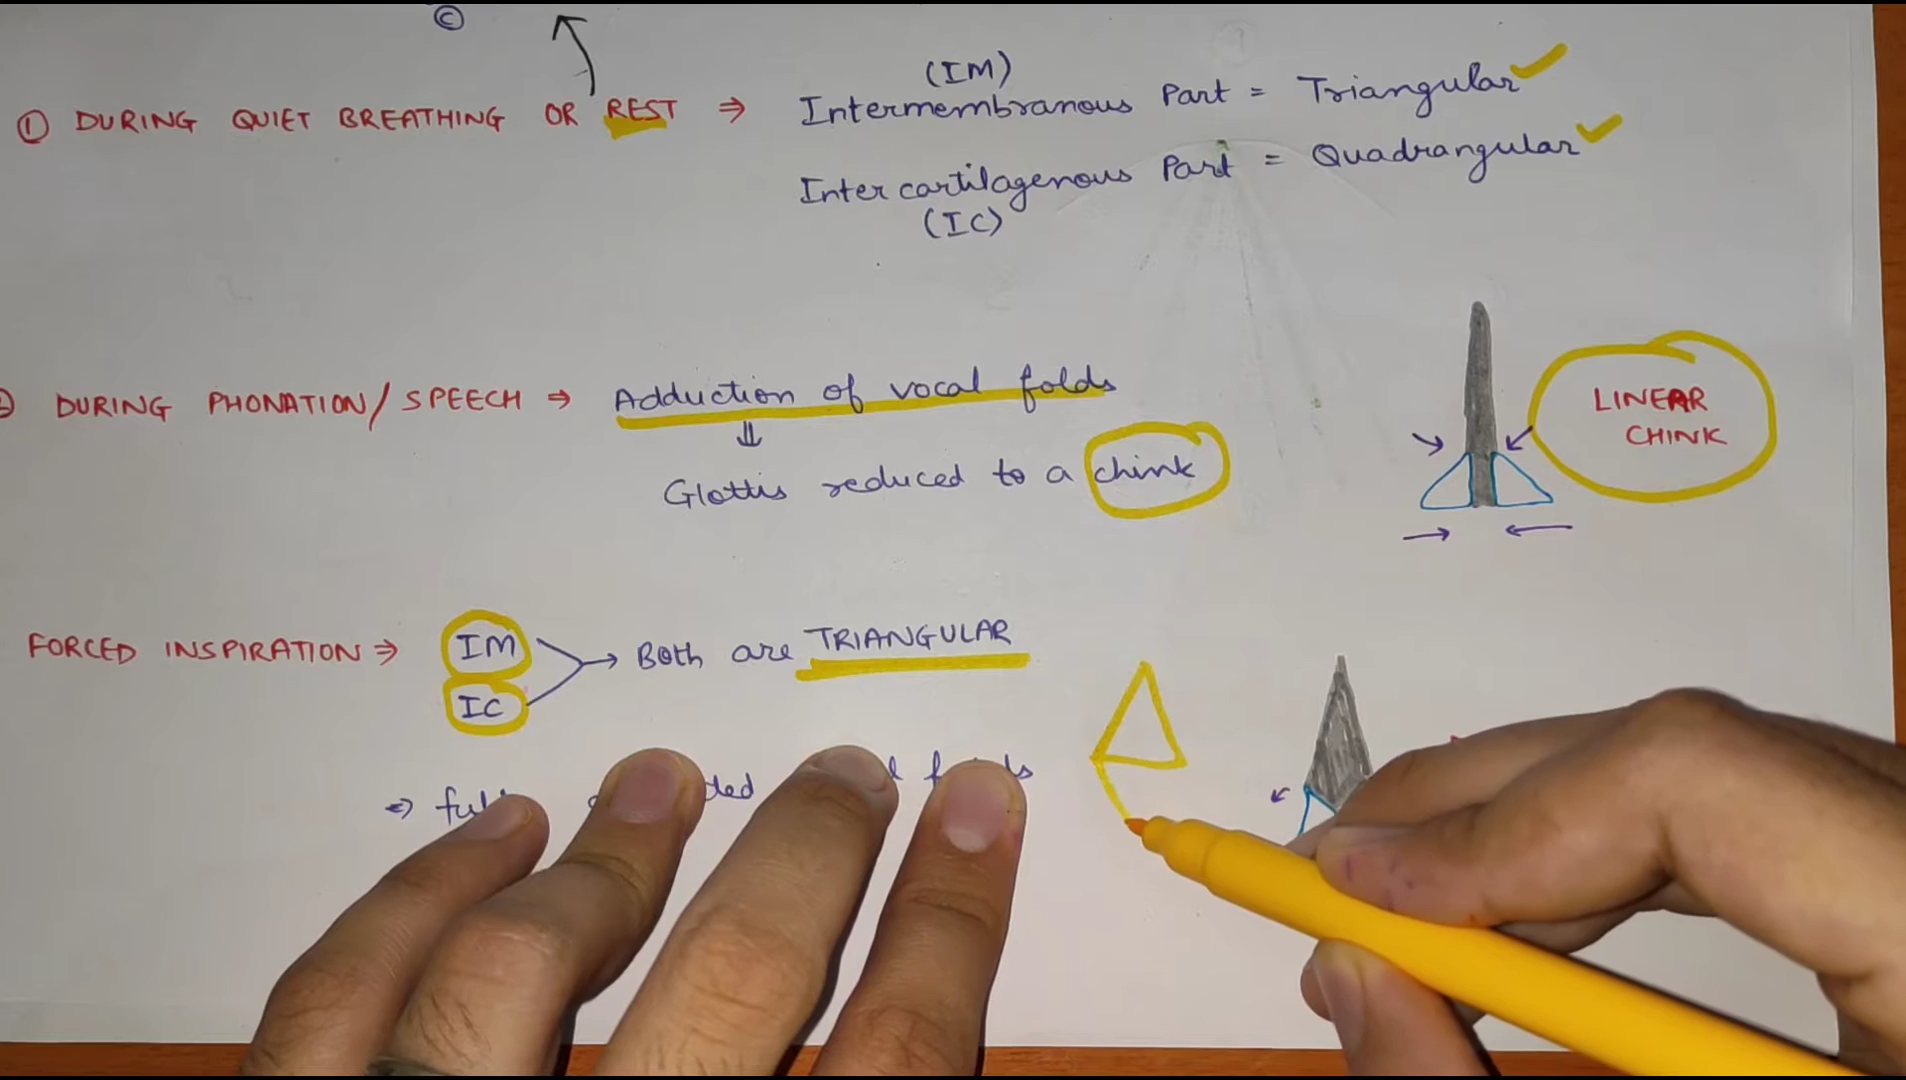 ©
(IM)
① DURING QUIET BREATHING OR REST ⇒ Intermembranous Part = Triangular ✓
Intercartilagenous Part = Quadrangular ✓
(IC)
DURING PHONATION/SPEECH ⇒ Adduction of vocal folds
⇓
Glottis reduced to a chink
LINEAR
CHINK
FORCED INSPIRATION ⇒ IM → Both are TRIANGULAR
IC